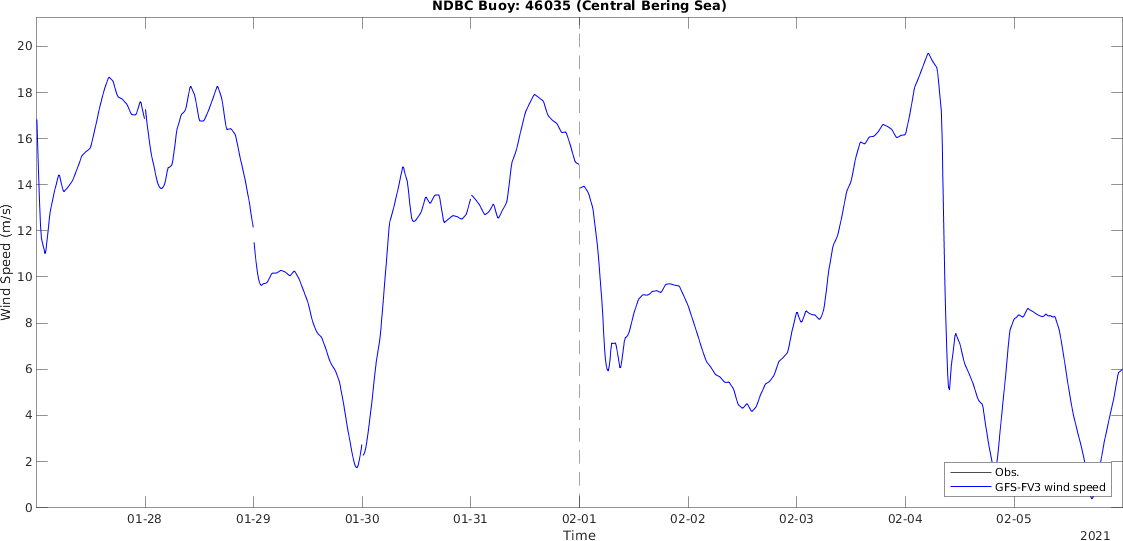 NDBC Buoy: 46035 (Central Bering Sea)
20
18
16
14
12
10
8
6
4
2
0
Wind Speed (m/s)
Obs.
GFS-FV3 wind speed
01-28 01-29 01-30 01-31 02-01 02-02 02-03 02-04 02-05
Time
2021